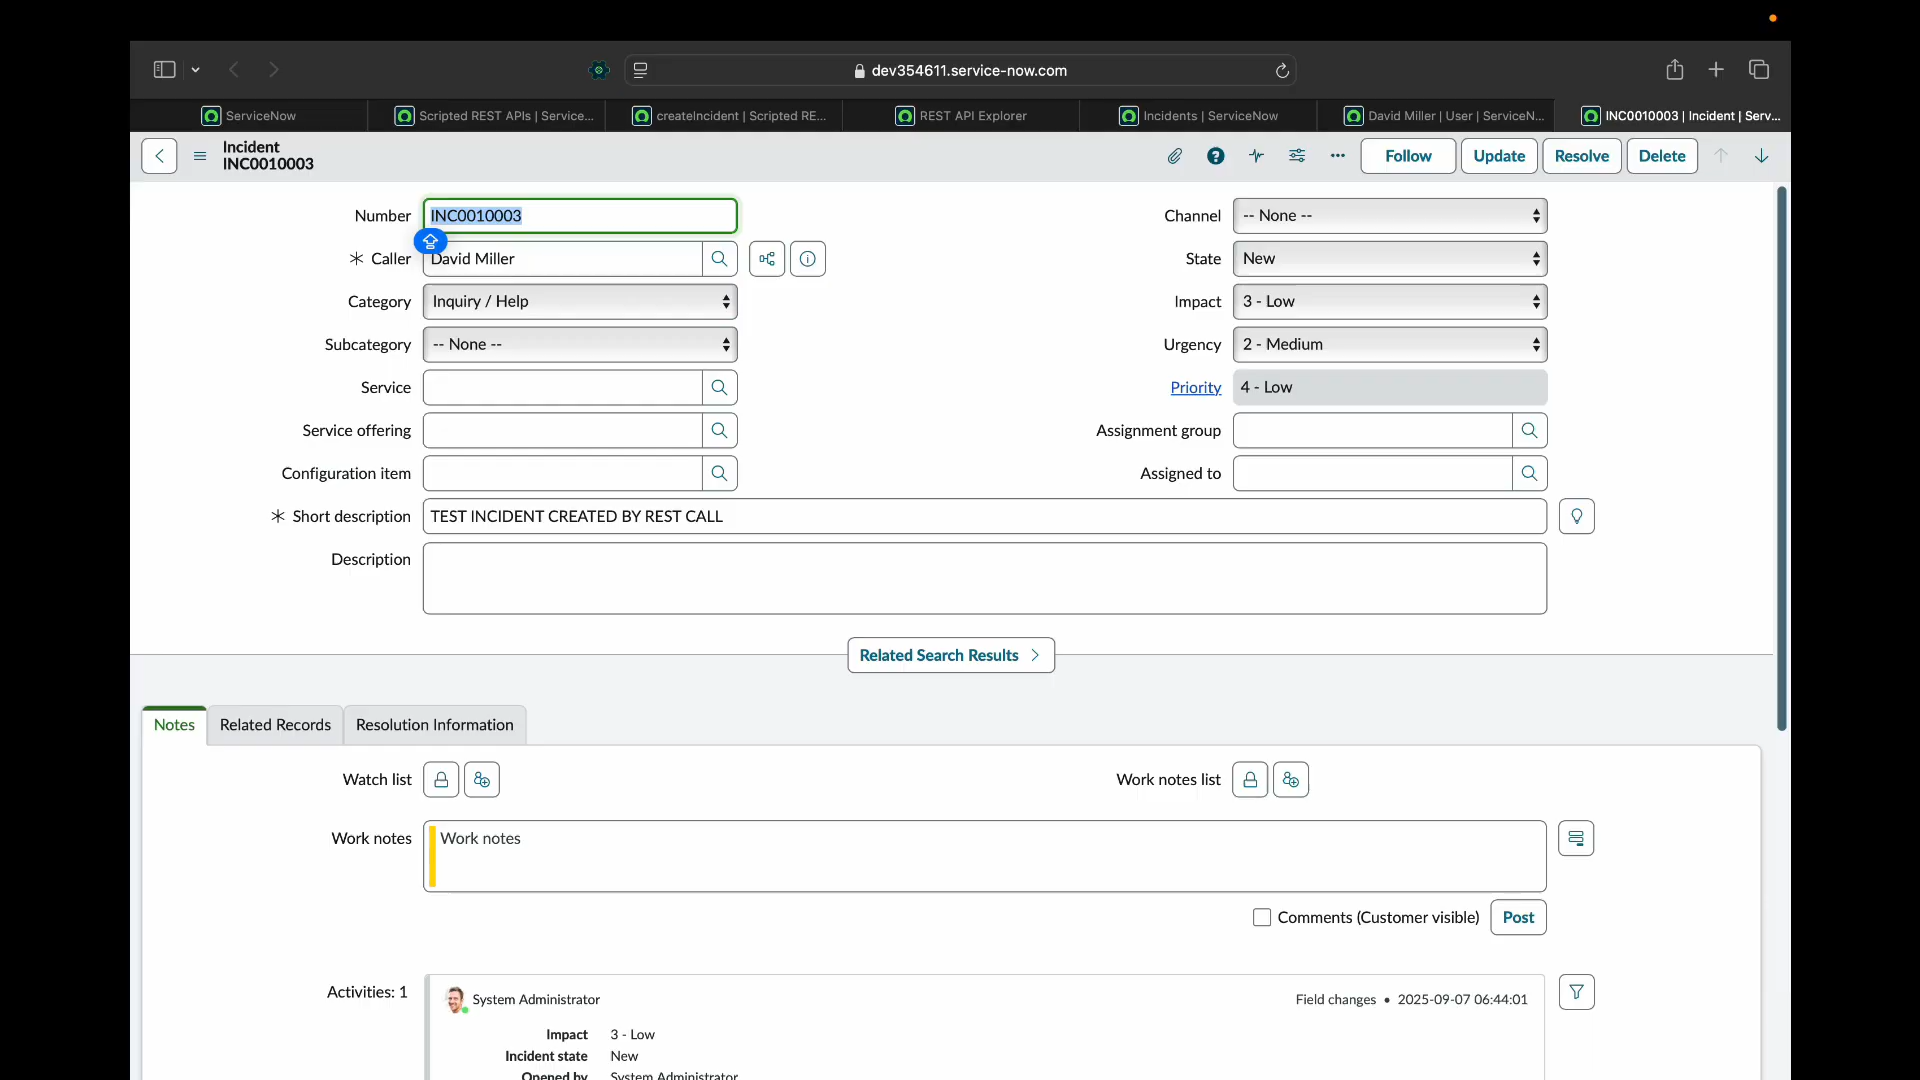 dev354611.service-now.com
ServiceNow
Scripted REST APIs | Service...
createIncident | Scripted RE...
REST API Explorer
Incidents | ServiceNow
David Miller | User | ServiceN...
INC0010003 | Incident | Serv...
Incident
INC0010003
Follow
Update
Resolve
Delete
Number
INC0010003
Channel
-- None --
Caller
David Miller
State
New
Category
Inquiry / Help
Impact
3 - Low
Subcategory
-- None --
Urgency
2 - Medium
Service
Priority
4 - Low
Service offering
Assignment group
Configuration item
Assigned to
Short description
TEST INCIDENT CREATED BY REST CALL
Description
Related Search Results
Notes
Related Records
Resolution Information
Watch list
Work notes list
Work notes
Work notes
Comments (Customer visible)
Post
Activities: 1
System Administrator
Field changes • 2025-09-07 06:44:01
Impact 3 - Low
Incident state New
Opened by System Administrator